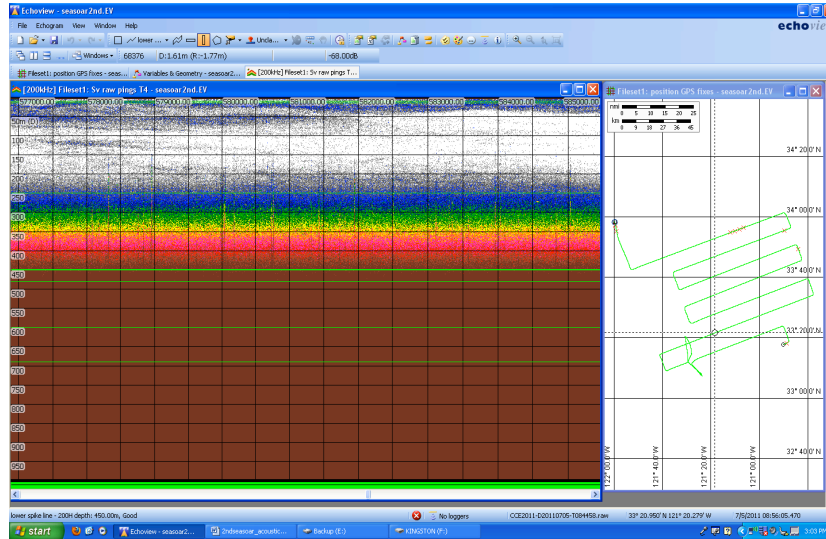 Echoview - seasoar2nd.EV
File Echogram View Window Help
echoview
lower ... Uncla...
Windows 68376 D:1.61m (R:-1.77m) -68.00dB
Fileset1: position GPS fixes - seas... Variables & Geometry - seasoar2... [200kHz] Fileset1: Sv raw pings T...
[200kHz] Fileset1: Sv raw pings T4 - seasoar2nd.EV
577000.00 578000.00 579000.00 580000.00 581000.00 582000.00 583000.00 584000.00 585000.00
50m (D)
100
150
200
250
300
350
400
450
500
550
600
650
700
750
800
850
900
950
Fileset1: position GPS fixes - seasoar2nd.EV
nmi
0 5 10 15 20 25
km
0 9 18 27 36 45
34° 20.0' N
34° 00.0' N
33° 40.0' N
33° 20.0' N
33° 00.0' N
32° 40.0' N
122° 00.0' W
121° 40.0' W
121° 20.0' W
121° 00.0' W
lower spike line - 200H depth: 450.00m, Good No loggers CCE2011-D20110705-T084458.raw 33° 20.950' N 121° 20.279' W 7/5/2011 08:56:05.470
start Echoview - seasoar2... 2ndseasoar_acoustic... Backup (E:) KINGSTON (F:) 3:03 PM